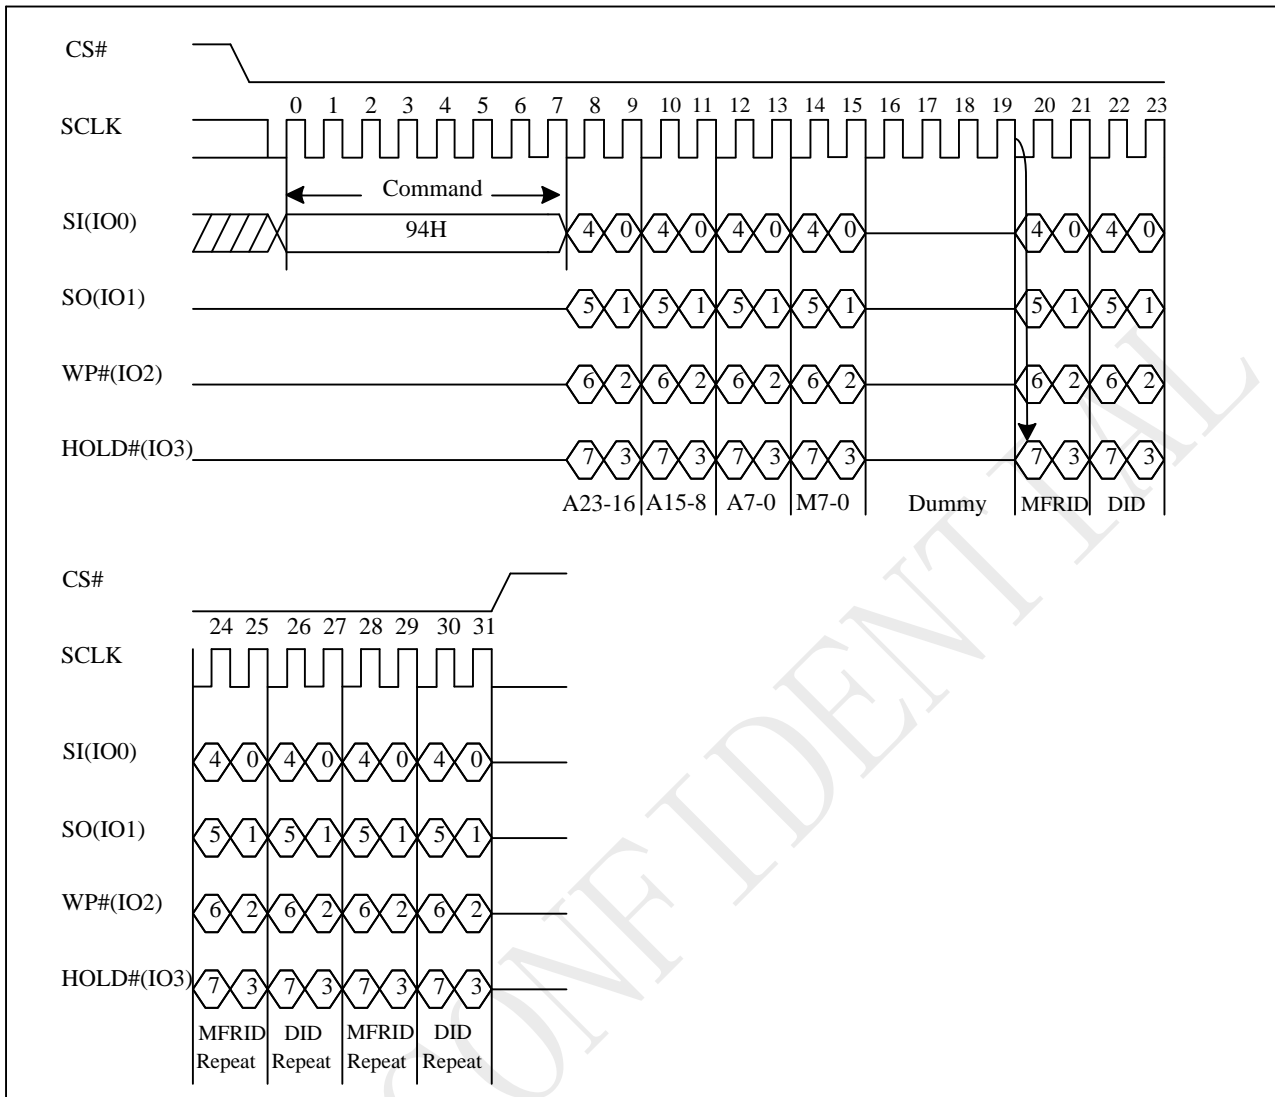 CS#
0 1 2 3 4 5 6 7 8 9 10 11 12 13 14 15 16 17 18 19 20 21 22 23
SCLK
Command
SI(IO0) 94H 4 0 4 0 4 0 4 0 4 0 4 0
SO(IO1) 5 1 5 1 5 1 5 1 5 1 5 1
WP#(IO2) 6 2 6 2 6 2 6 2 6 2 6 2
HOLD#(IO3) 7 3 7 3 7 3 7 3 7 3 7 3
A23-16 A15-8 A7-0 M7-0 Dummy MFRID DID
CS#
24 25 26 27 28 29 30 31
SCLK
SI(IO0) 4 0 4 0 4 0 4 0
SO(IO1) 5 1 5 1 5 1 5 1
WP#(IO2) 6 2 6 2 6 2 6 2
HOLD#(IO3) 7 3 7 3 7 3 7 3
MFRID DID MFRID DID
Repeat Repeat Repeat Repeat
CONFIDENTIAL